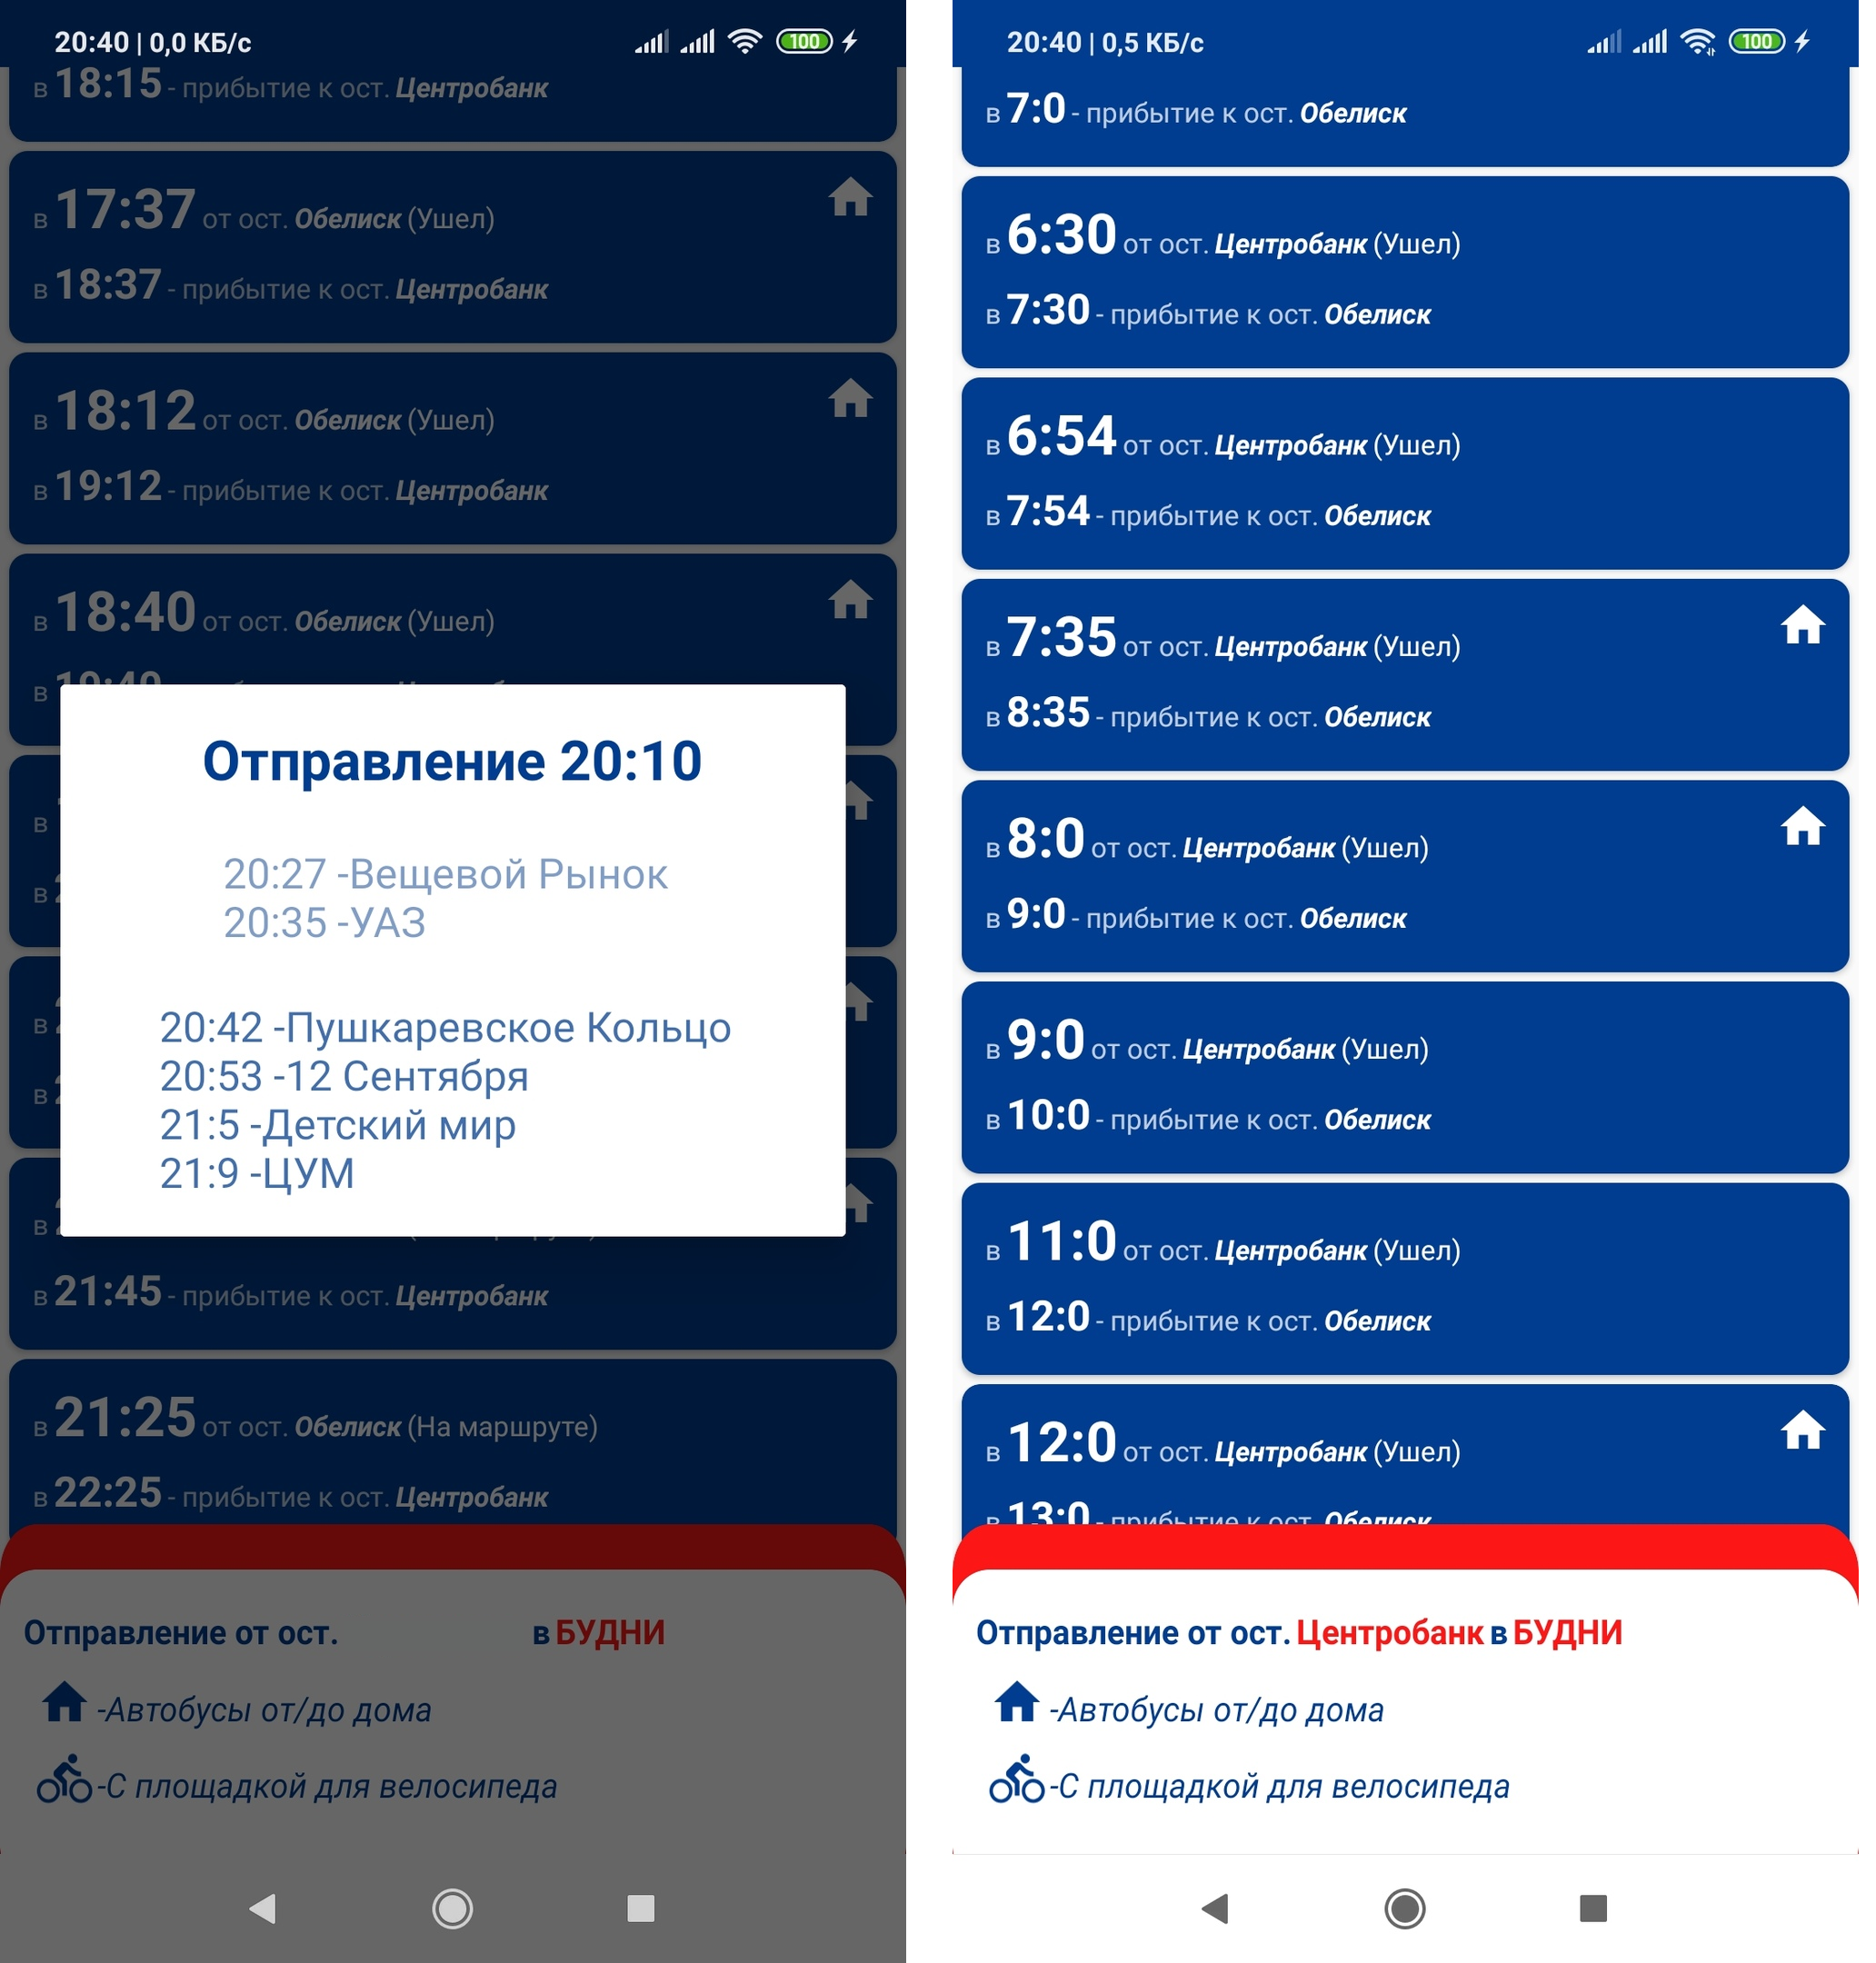 20:40 | 0,0 КБ/с
100
в 18:15 - прибытие к ост. Центробанк
в 17:37 от ост. Обелиск (Ушел)
в 18:37 - прибытие к ост. Центробанк
в 18:12 от ост. Обелиск (Ушел)
в 19:12 - прибытие к ост. Центробанк
в 18:40 от ост. Обелиск (Ушел)
в
Отправление 20:10
в
20:27 -Вещевой Рынок
в
20:35 -УАЗ
в
20:42 -Пушкаревское Кольцо
20:53 -12 Сентября
в
21:5 -Детский мир
21:9 -ЦУМ
в
в 21:45 - прибытие к ост. Центробанк
в 21:25 от ост. Обелиск (На маршруте)
в 22:25 - прибытие к ост. Центробанк
Отправление от ост. в БУДНИ
-Автобусы от/до дома
-С площадкой для велосипеда
20:40 | 0,5 КБ/с
100
в 7:0 - прибытие к ост. Обелиск
в 6:30 от ост. Центробанк (Ушел)
в 7:30 - прибытие к ост. Обелиск
в 6:54 от ост. Центробанк (Ушел)
в 7:54 - прибытие к ост. Обелиск
в 7:35 от ост. Центробанк (Ушел)
в 8:35 - прибытие к ост. Обелиск
в 8:0 от ост. Центробанк (Ушел)
в 9:0 - прибытие к ост. Обелиск
в 9:0 от ост. Центробанк (Ушел)
в 10:0 - прибытие к ост. Обелиск
в 11:0 от ост. Центробанк (Ушел)
в 12:0 - прибытие к ост. Обелиск
в 12:0 от ост. Центробанк (Ушел)
в 13:0 - прибытие к ост. Обелиск
Отправление от ост. Центробанк в БУДНИ
-Автобусы от/до дома
-С площадкой для велосипеда